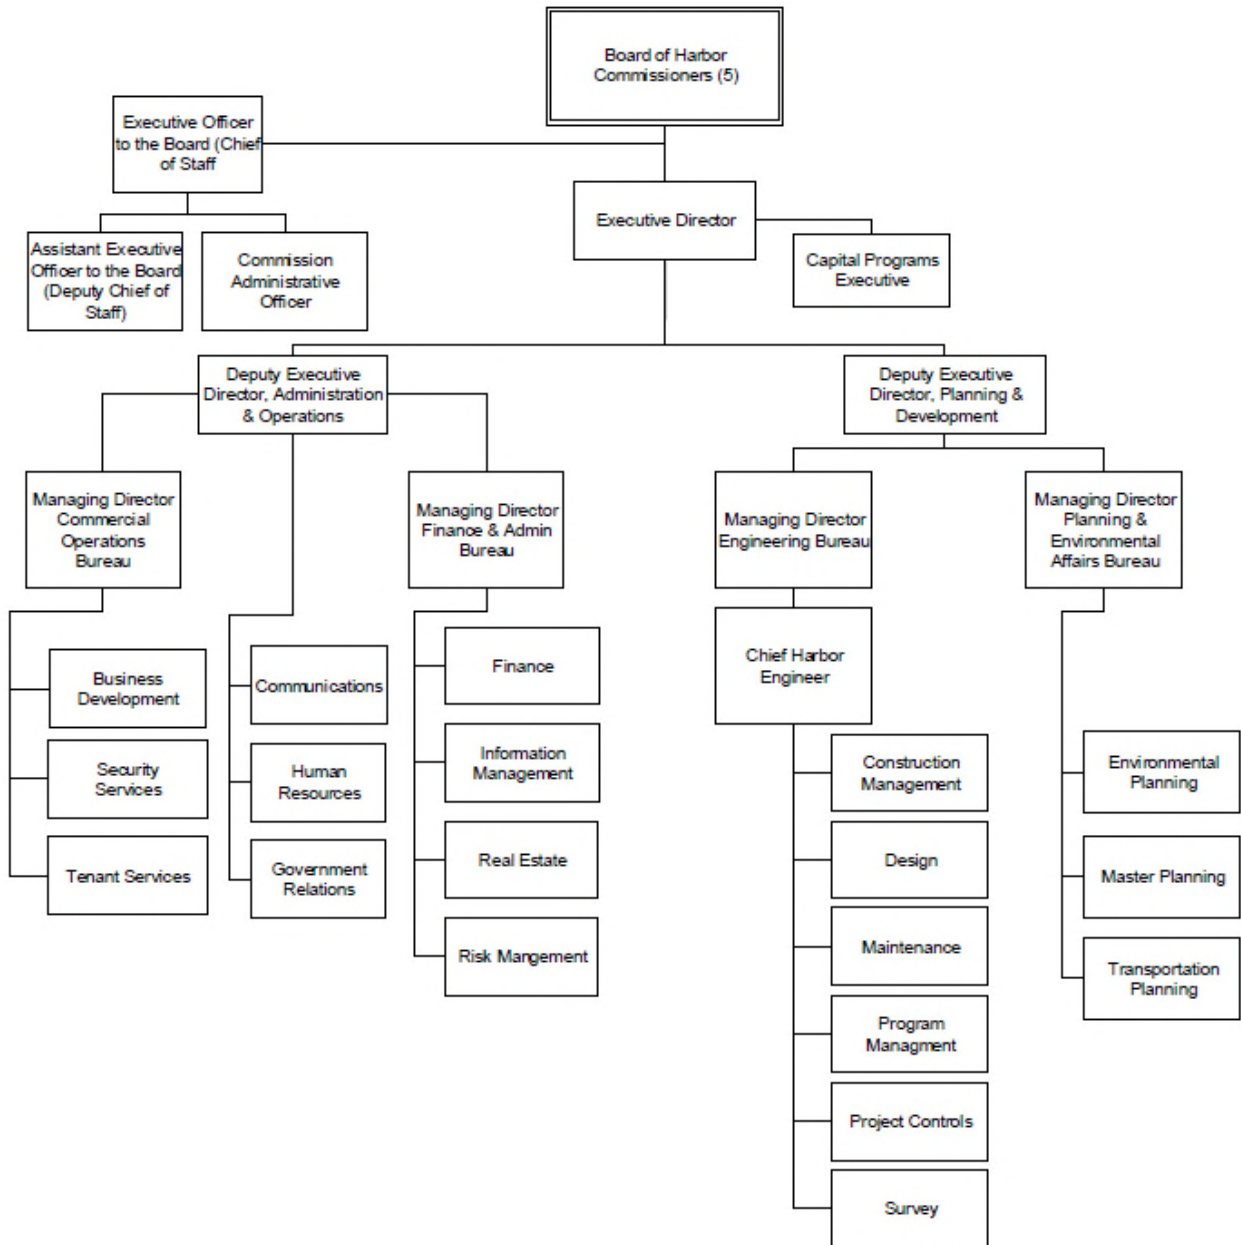 Board of Harbor
Commissioners (5)
Executive Officer
to the Board (Chief
of Staff
Executive Director
Assistant Executive
Officer to the Board
(Deputy Chief of
Staff)
Commission
Administrative
Officer
Capital Programs
Executive
Deputy Executive
Director, Administration
& Operations
Deputy Executive
Director, Planning &
Development
Managing Director
Commercial
Operations
Bureau
Managing Director
Finance & Admin
Bureau
Managing Director
Engineering Bureau
Managing Director
Planning &
Environmental
Affairs Bureau
Business
Development
Security
Services
Tenant Services
Communications
Human
Resources
Government
Relations
Finance
Information
Management
Real Estate
Risk Mangement
Chief Harbor
Engineer
Construction
Management
Design
Maintenance
Program
Managment
Project Controls
Survey
Environmental
Planning
Master Planning
Transportation
Planning